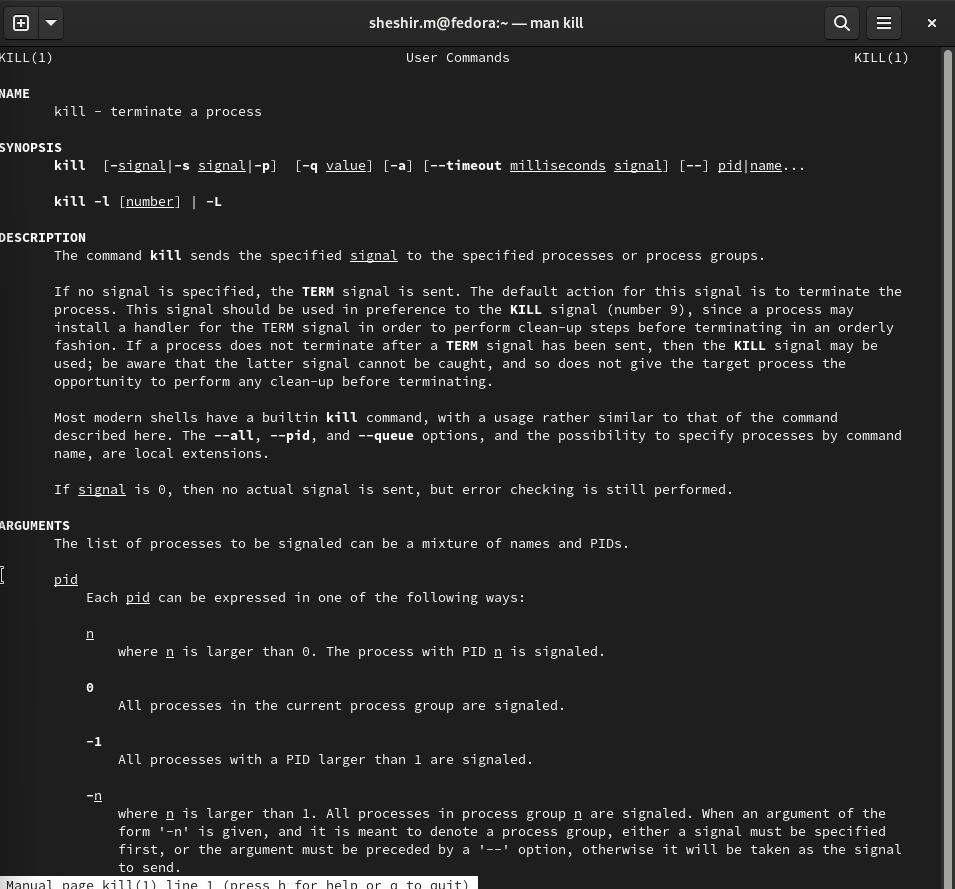 sheshir.m@fedora:~ — man kill
KILL(1) User Commands KILL(1)
NAME
kill - terminate a process
SYNOPSIS
kill [-signal|-s signal|-p] [-q value] [-a] [--timeout milliseconds signal] [--] pid|name...
kill -l [number] | -L
DESCRIPTION
The command kill sends the specified signal to the specified processes or process groups.
If no signal is specified, the TERM signal is sent. The default action for this signal is to terminate the
process. This signal should be used in preference to the KILL signal (number 9), since a process may
install a handler for the TERM signal in order to perform clean-up steps before terminating in an orderly
fashion. If a process does not terminate after a TERM signal has been sent, then the KILL signal may be
used; be aware that the latter signal cannot be caught, and so does not give the target process the
opportunity to perform any clean-up before terminating.
Most modern shells have a builtin kill command, with a usage rather similar to that of the command
described here. The --all, --pid, and --queue options, and the possibility to specify processes by command
name, are local extensions.
If signal is 0, then no actual signal is sent, but error checking is still performed.
ARGUMENTS
The list of processes to be signaled can be a mixture of names and PIDs.
pid
Each pid can be expressed in one of the following ways:
n
where n is larger than 0. The process with PID n is signaled.
0
All processes in the current process group are signaled.
-1
All processes with a PID larger than 1 are signaled.
-n
where n is larger than 1. All processes in process group n are signaled. When an argument of the
form '-n' is given, and it is meant to denote a process group, either a signal must be specified
first, or the argument must be preceded by a '--' option, otherwise it will be taken as the signal
to send.
Manual page kill(1) line 1 (press h for help or q to quit)